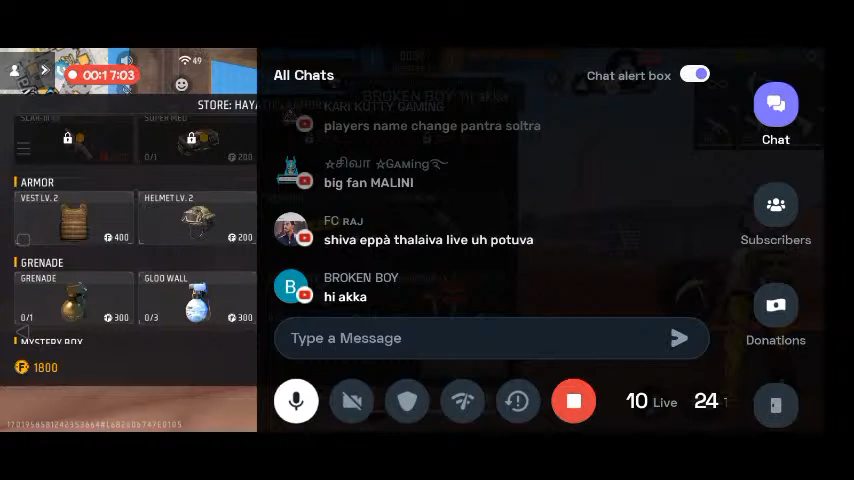 49
00:17:03
STORE: HAYA
SUPER MED
0/1
200
ARMOR
VEST LV. 2
400
HELMET LV. 2
200
GRENADE
GRENADE
0/1
300
GLOO WALL
0/3
300
MYSTERY BOX
1800
All Chats
Chat alert box
KARI KUTTY GAMING
players name change pantra soltra
☆சிவா ☆GAMing࿐
big fan MALINI
FC RAJ
shiva eppà thalaiva live uh potuva
B
BROKEN BOY
hi akka
Type a Message
10 Live
24
Chat
Subscribers
Donations